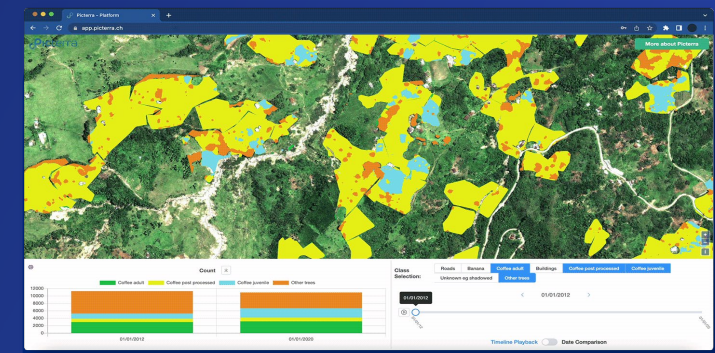 Picterra - Platform
app.picterra.ch
Picterra
More about Picterra
Count
Coffee adult Coffee post processed Coffee juvenile Other trees
12000
10000
8000
6000
4000
2000
0
01/01/2012 01/01/2020
Class Selection:
Roads Banana Coffee adult Buildings Coffee post processed Coffee juvenile
Unknown eg shadowed Other trees
01/01/2012
01/01/2012
Timeline Playback Date Comparison